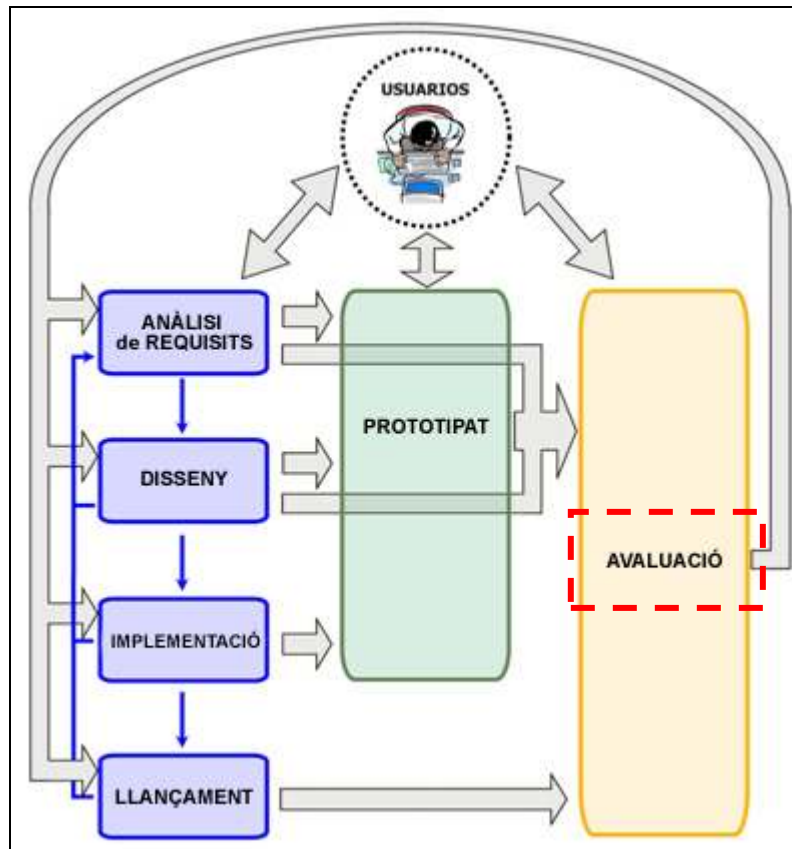 USUARIOS
ANÀLISI
de REQUISITS
PROTOTIPAT
DISSENY
AVALUACIÓ
IMPLEMENTACIÓ
LLANÇAMENT